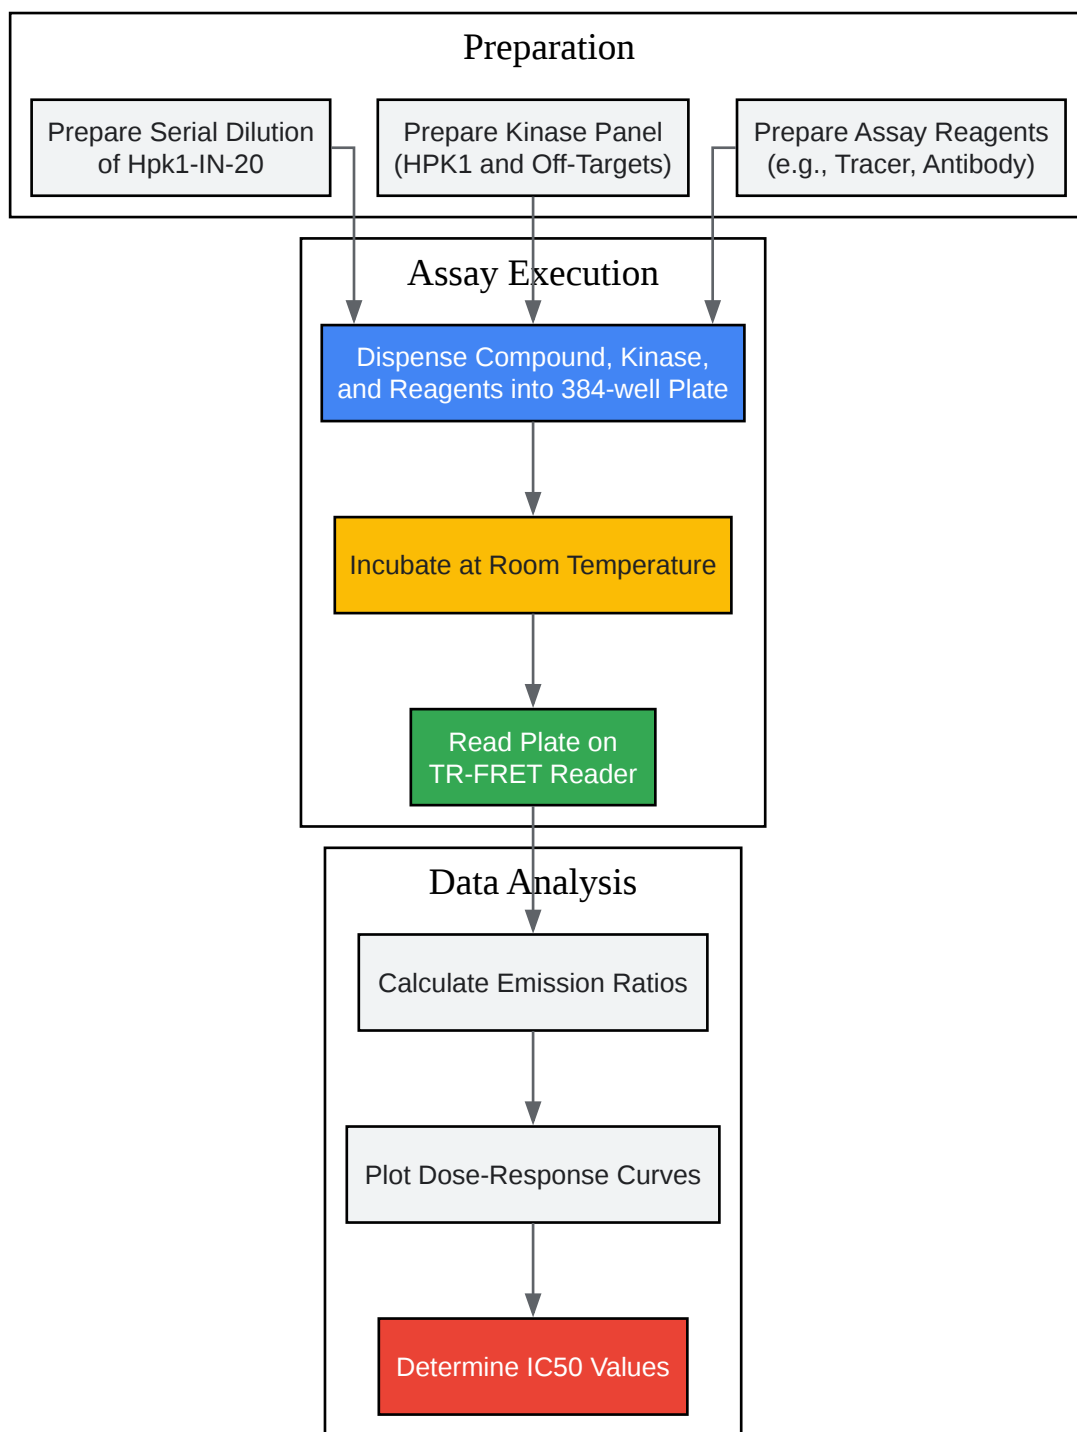 Preparation
Prepare Serial Dilution
of Hpk1-IN-20
Prepare Kinase Panel
(HPK1 and Off-Targets)
Prepare Assay Reagents
(e.g., Tracer, Antibody)
Assay Execution
Dispense Compound, Kinase,
and Reagents into 384-well Plate
Incubate at Room Temperature
Read Plate on
TR-FRET Reader
Data Analysis
Calculate Emission Ratios
Plot Dose-Response Curves
Determine IC50 Values